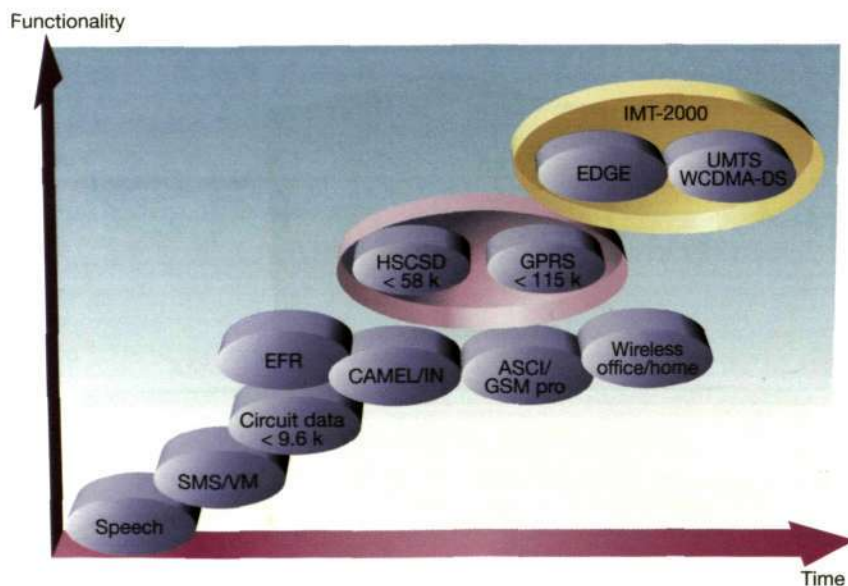 Functionality
IMT-2000
EDGE
UMTS
WCDMA-DS
HSCSD
< 58 k
GPRS
< 115 k
EFR
CAMEL/IN
ASCI/
GSM pro
Wireless
office/home
Circuit data
< 9.6 k
SMS/VM
Speech
Time